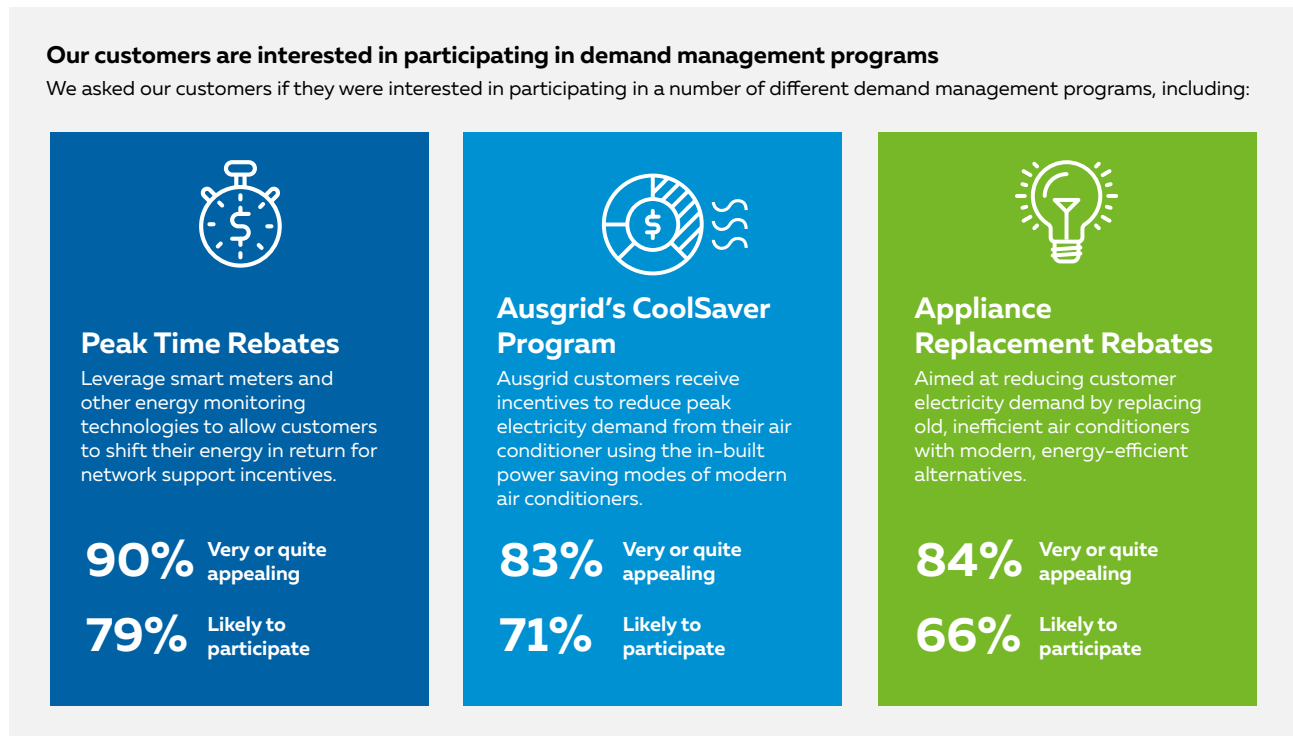 Our customers are interested in participating in demand management programs
We asked our customers if they were interested in participating in a number of different demand management programs, including:
$
Peak Time Rebates
Leverage smart meters and
other energy monitoring
technologies to allow customers
to shift their energy in return for
network support incentives.
90% Very or quite
appealing
79% Likely to
participate
$
Ausgrid's CoolSaver
Program
Ausgrid customers receive
incentives to reduce peak
electricity demand from their air
conditioner using the in-built
power saving modes of modern
air conditioners.
83% Very or quite
appealing
71% Likely to
participate
Appliance
Replacement Rebates
Aimed at reducing customer
electricity demand by replacing
old, inefficient air conditioners
with modern, energy-efficient
alternatives.
84% Very or quite
appealing
66% Likely to
participate